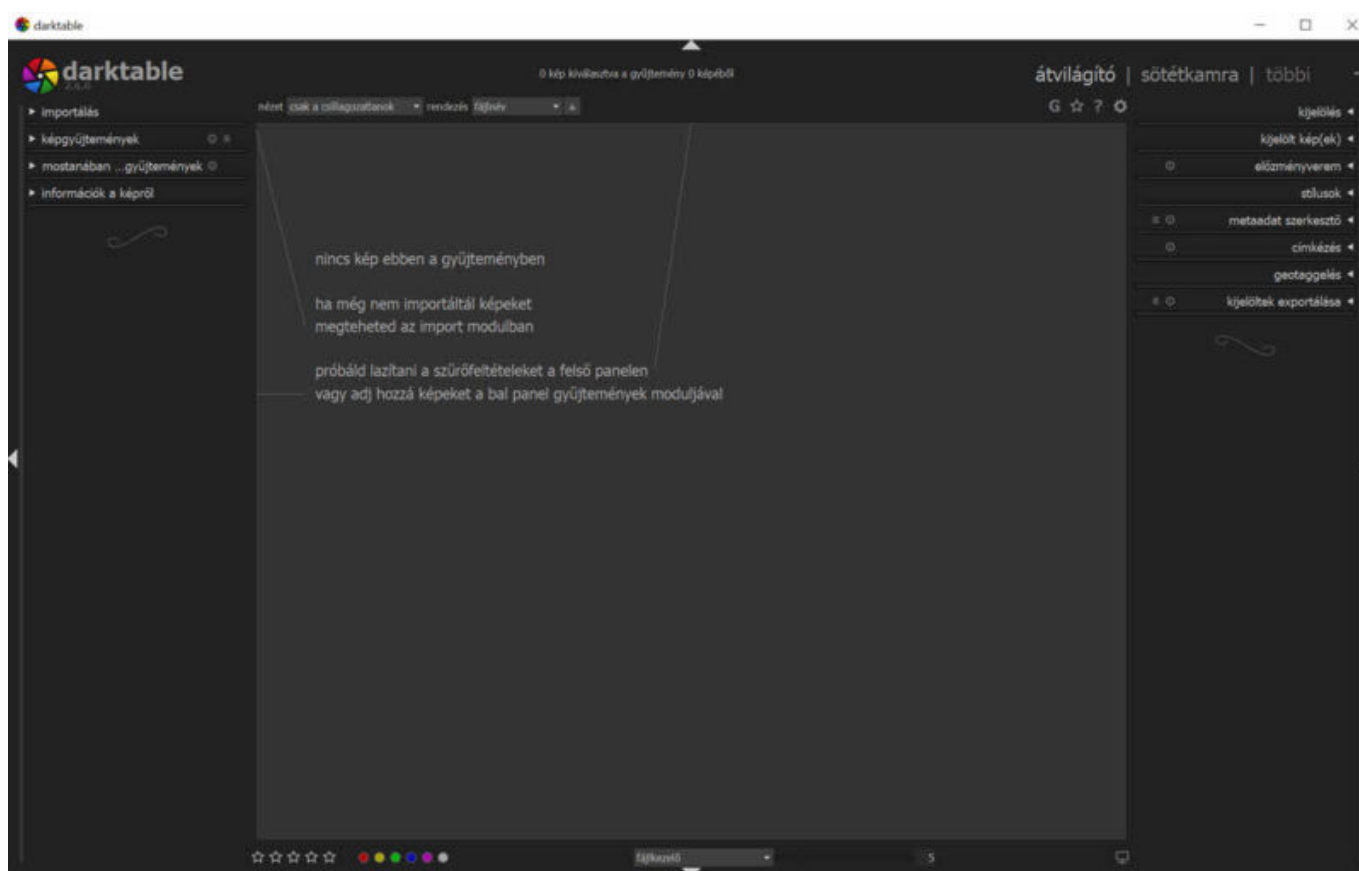 darktable
darktable
2.6.0
0 kép kiválasztva a gyűjtemény 0 képéből
átvilágító | sötétkamra | többi
nézet csak a csillagozatlanok rendezés fájlnév
G ☆ ?
importálás
képgyűjtemények
mostanában ...gyűjtemények
információk a képről
kijelölés
kijelölt kép(ek)
előzményverem
stílusok
metaadat szerkesztő
címkézés
geotaggelés
kijelöltek exportálása
nincs kép ebben a gyűjteményben
ha még nem importáltál képeket
megteheted az import modulban
próbáld lazítani a szűrőfeltételeket a felső panelen
vagy adj hozzá képeket a bal panel gyűjtemények moduljával
fájlkezelő
5